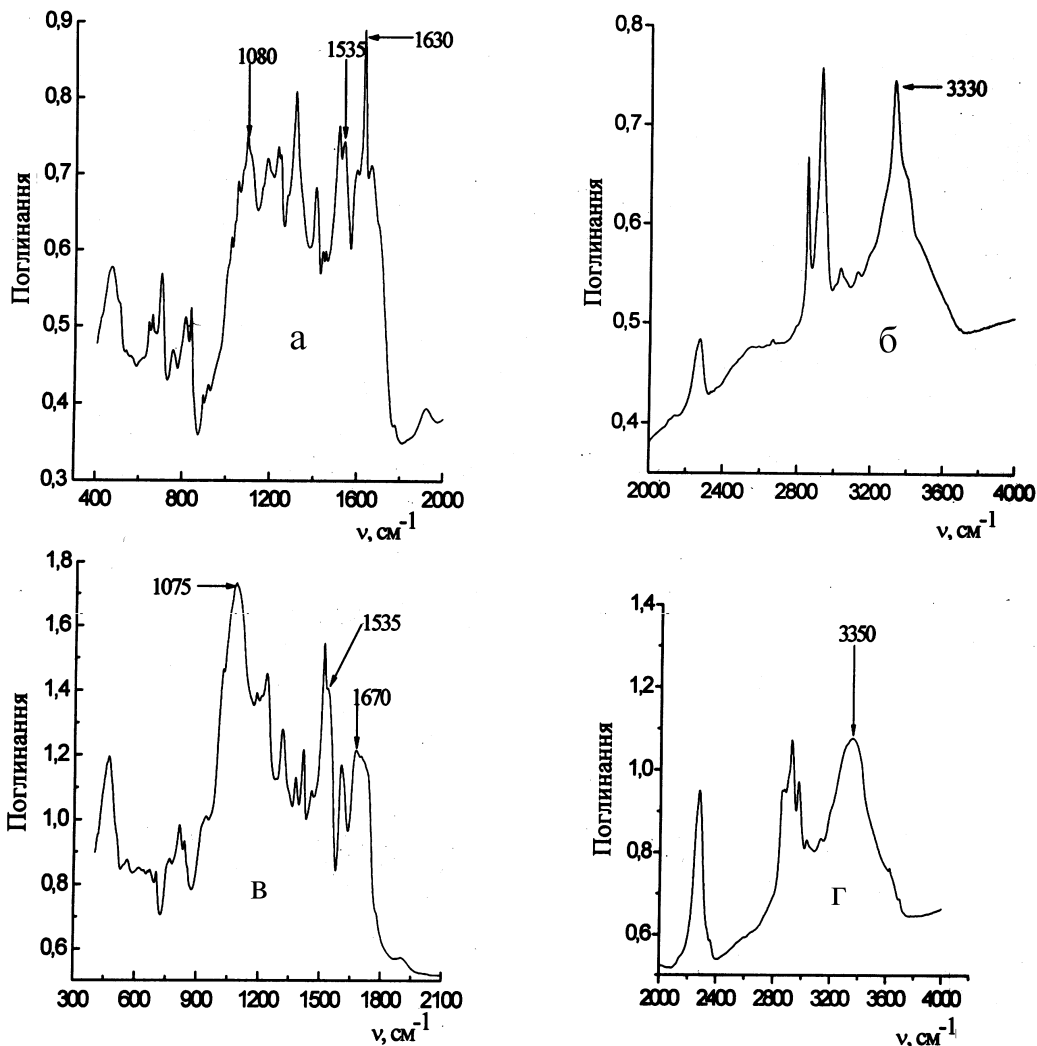 0,9
0,8
0,7
0,6
0,5
0,4
0,3
Поглинання
1080
1535
1630
а
400 800 1200 1600 2000
ν, см-1
0,8
0,7
0,6
0,5
0,4
Поглинання
3330
б
2000 2400 2800 3200 3600 4000
ν, см-1
1,8
1,6
1,4
1,2
1,0
0,8
0,6
Поглинання
1075
1535
1670
в
300 600 900 1200 1500 1800 2100
ν, см-1
1,4
1,2
1,0
0,8
0,6
Поглинання
3350
г
2000 2400 2800 3200 3600 4000
ν, см-1